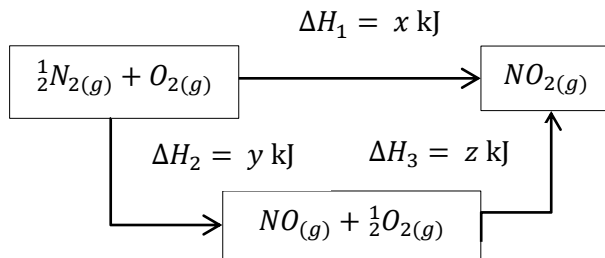 ΔH₁ = x kJ
½N₂₍g₎ + O₂₍g₎
NO₂₍g₎
ΔH₂ = y kJ
ΔH₃ = z kJ
NO₍g₎ + ½O₂₍g₎